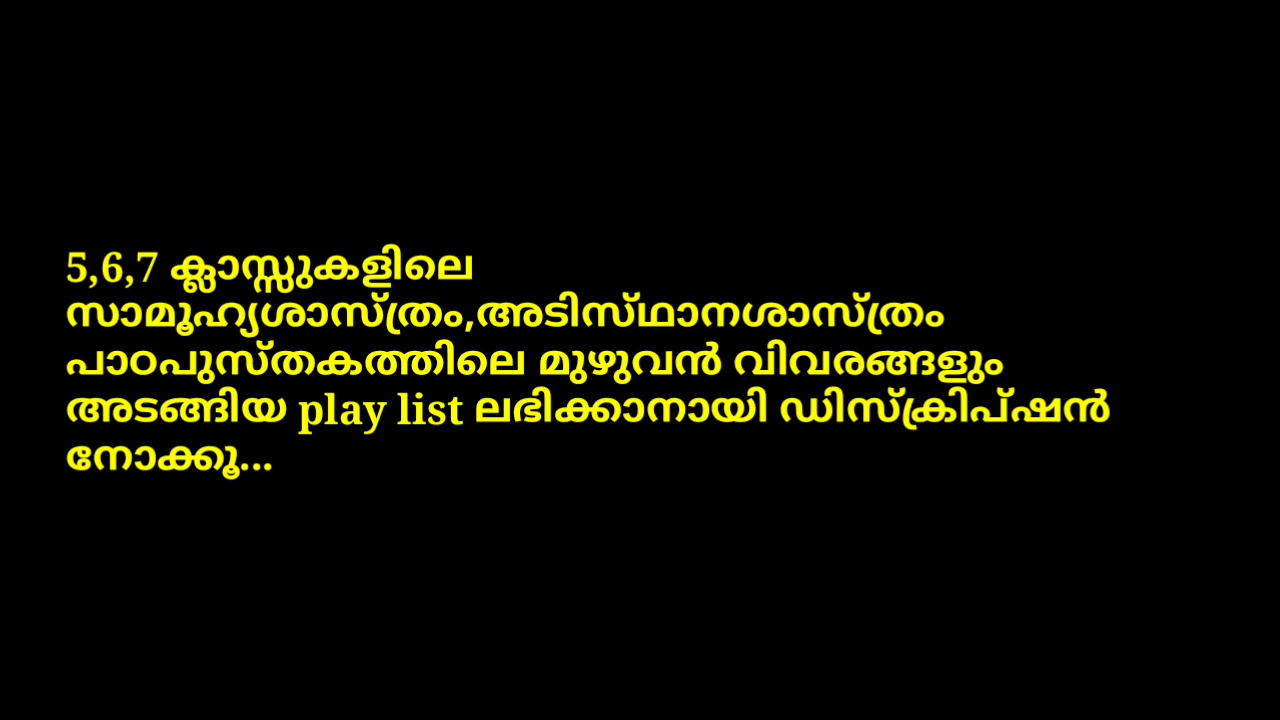 5,6,7 ക്ലാസ്സുകളിലെ
സാമൂഹ്യശാസ്ത്രം,അടിസ്ഥാനശാസ്ത്രം
പാഠപുസ്തകത്തിലെ മുഴുവൻ വിവരങ്ങളും
അടങ്ങിയ play list ലഭിക്കാനായി ഡിസ്ക്രിപ്ഷൻ
നോക്കൂ...